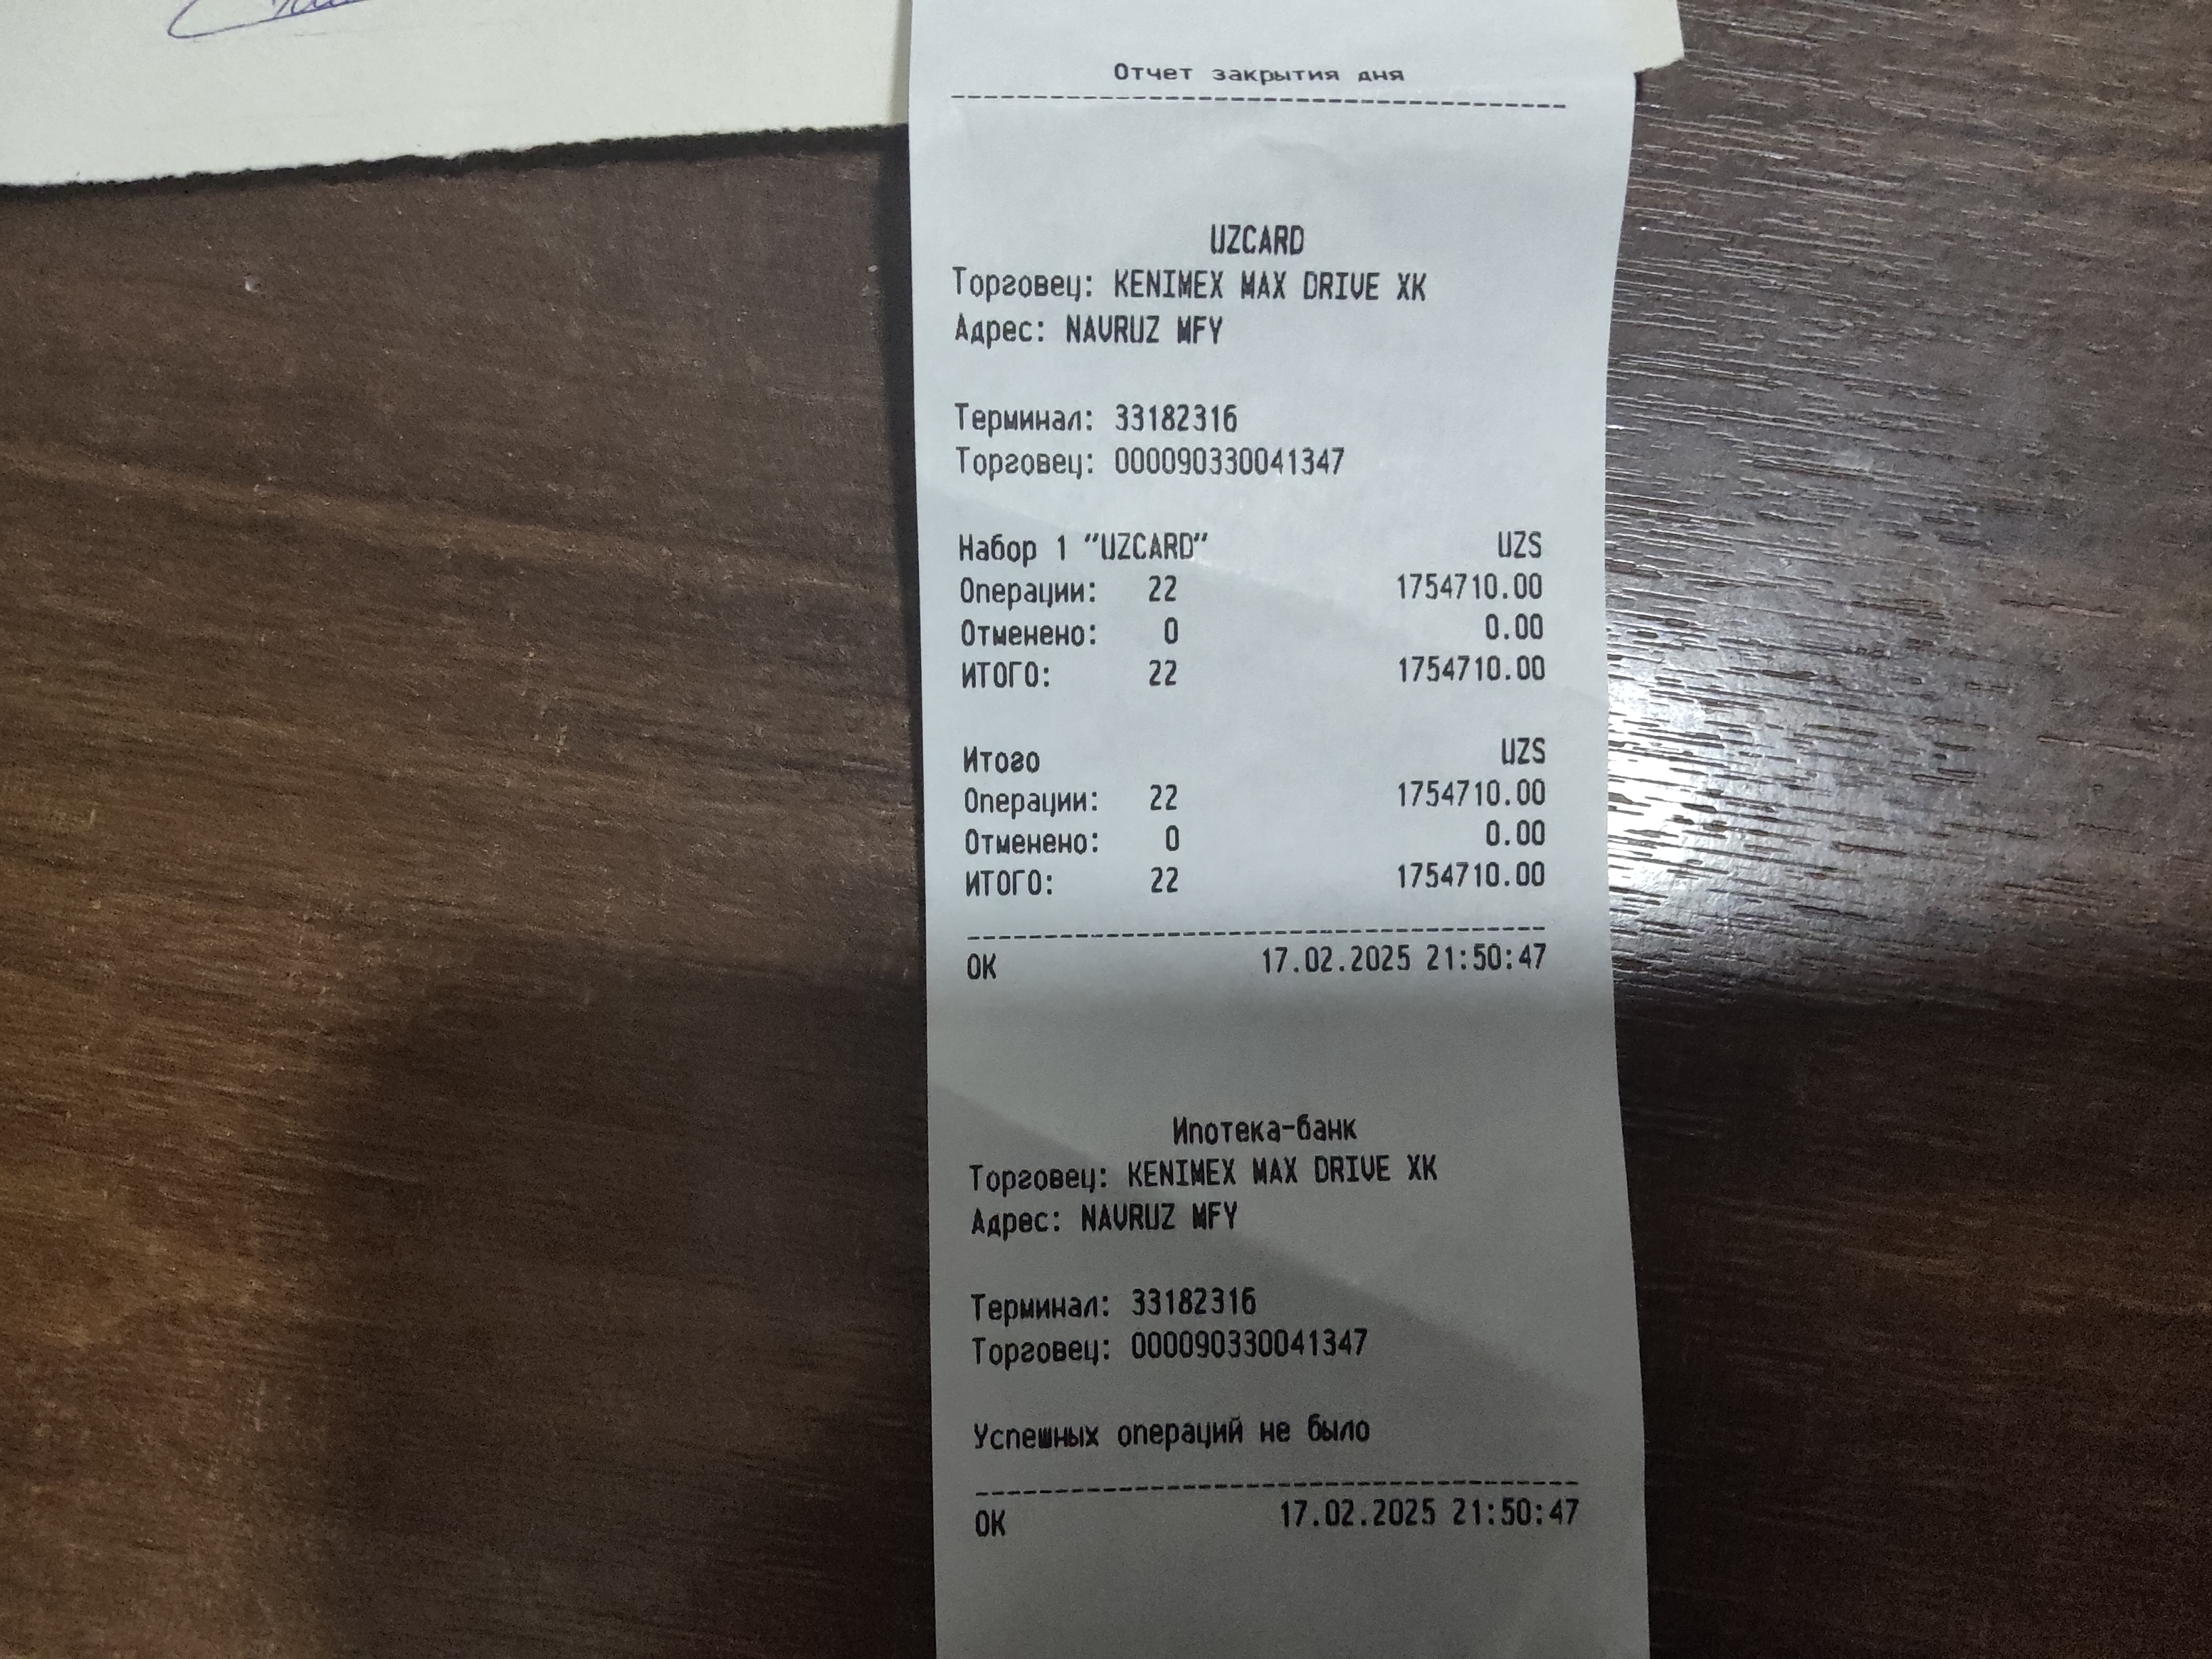 Отчет закрытия дня
UZCARD
Торговец: KENIMEX MAX DRIVE XK
Адрес: NAVRUZ MFY
Терминал: 33182316
Торговец: 000090330041347
Набор 1 "UZCARD" UZS
Операции: 22 1754710.00
Отменено: 0 0.00
ИТОГО: 22 1754710.00
Итого UZS
Операции: 22 1754710.00
Отменено: 0 0.00
ИТОГО: 22 1754710.00
ОК 17.02.2025 21:50:47
Ипотека-банк
Торговец: KENIMEX MAX DRIVE XK
Адрес: NAVRUZ MFY
Терминал: 33182316
Торговец: 000090330041347
Успешных операций не было
ОК 17.02.2025 21:50:47